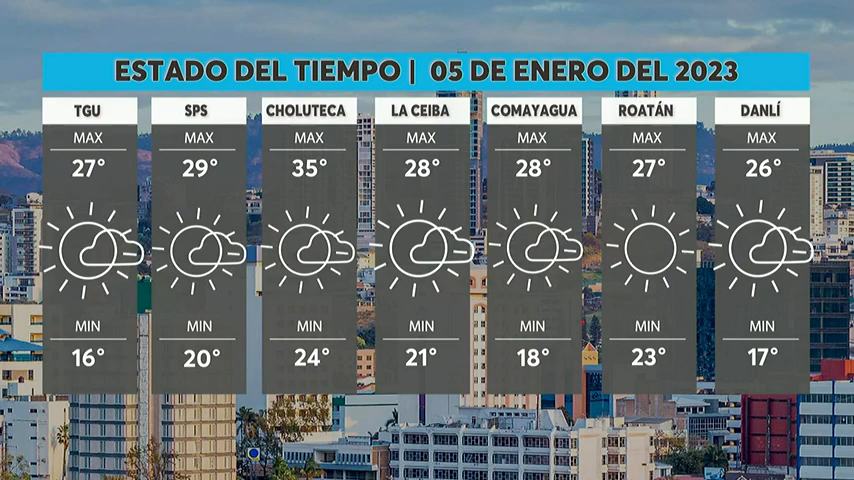 ESTADO DEL TIEMPO | 05 DE ENERO DEL 2023
TGU
MAX
27°
MIN
16°
SPS
MAX
29°
MIN
20°
CHOLUTECA
MAX
35°
MIN
24°
LA CEIBA
MAX
28°
MIN
21°
COMAYAGUA
MAX
28°
MIN
18°
ROATÁN
MAX
27°
MIN
23°
DANLÍ
MAX
26°
MIN
17°